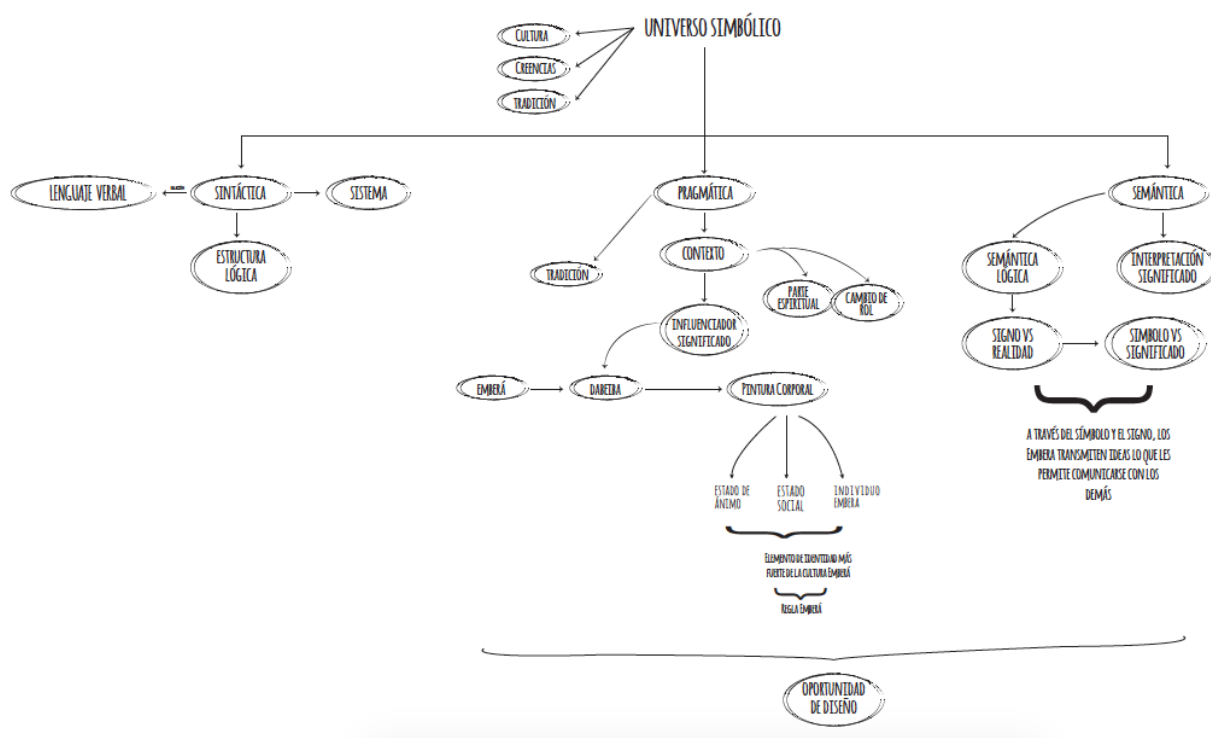 UNIVERSO SIMBÓLICO
CULTURA
CREENCIAS
TRADICIÓN
LENGUAJE VERBAL
SINTÁCTICA
SISTEMA
ESTRUCTURA
LÓGICA
PRAGMÁTICA
TRADICIÓN
CONTEXTO
PARTE
ESPIRITUAL
CAMBIO DE
ROL
INFLUENCIADOR
SIGNIFICADO
EMBERÁ
DABEIBA
PINTURA CORPORAL
ESTADO DE
ÁNIMO
ESTADO
SOCIAL
INDIVIDUO
EMBERA
ELEMENTO DE IDENTIDAD MÁS
FUERTE DE LA CULTURA EMBERÁ
REGLA EMBERÁ
SEMÁNTICA
SEMÁNTICA
LÓGICA
INTERPRETACIÓN
SIGNIFICADO
SIGNO VS
REALIDAD
SIMBOLO VS
SIGNIFICADO
A TRAVÉS DEL SÍMBOLO Y EL SIGNO, LOS
EMBERA TRANSMITEN IDEAS LO QUE LES
PERMITE COMUNICARSE CON LOS
DEMÁS
OPORTUNIDAD
DE DISEÑO